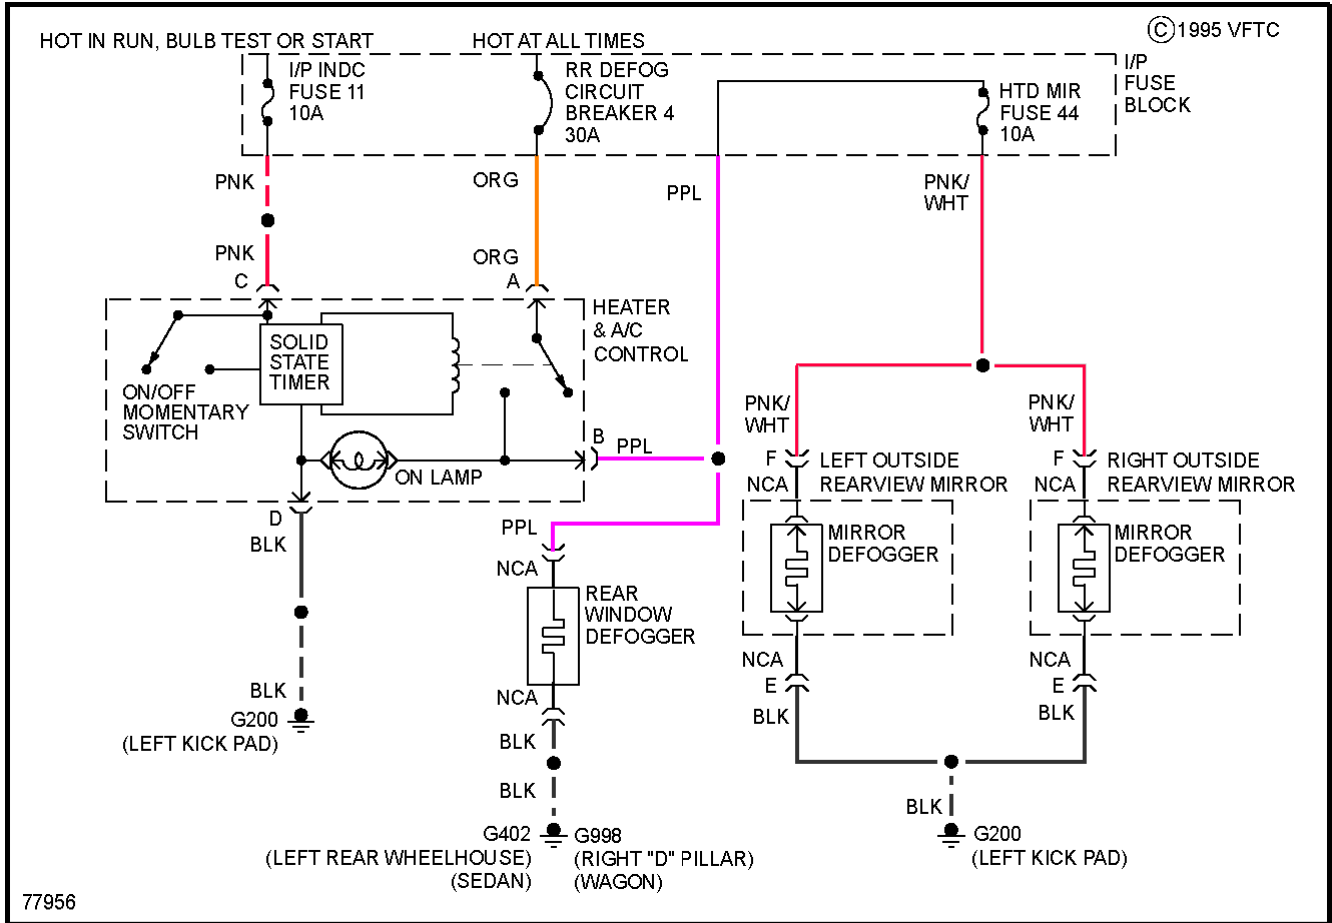 © 1995 VFTC
HOT IN RUN, BULB TEST OR START
HOT AT ALL TIMES
I/P INDC
FUSE 11
10A
RR DEFOG
CIRCUIT
BREAKER 4
30A
HTD MIR
FUSE 44
10A
I/P
FUSE
BLOCK
PNK
ORG
PPL
PNK/
WHT
PNK
ORG
C
A
HEATER
& A/C
CONTROL
SOLID
STATE
TIMER
ON/OFF
MOMENTARY
SWITCH
ON LAMP
B
PPL
PNK/
WHT
PNK/
WHT
F
LEFT OUTSIDE
REARVIEW MIRROR
NCA
F
RIGHT OUTSIDE
REARVIEW MIRROR
NCA
D
BLK
PPL
NCA
MIRROR
DEFOGGER
MIRROR
DEFOGGER
REAR
WINDOW
DEFOGGER
NCA
NCA
E
BLK
NCA
E
BLK
BLK
G200
(LEFT KICK PAD)
BLK
BLK
G402
(LEFT REAR WHEELHOUSE)
(SEDAN)
G998
(RIGHT "D" PILLAR)
(WAGON)
BLK
G200
(LEFT KICK PAD)
77956